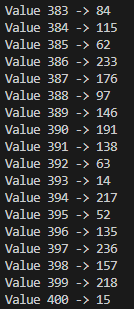 Value 383 -> 84
Value 384 -> 115
Value 385 -> 62
Value 386 -> 233
Value 387 -> 176
Value 388 -> 97
Value 389 -> 146
Value 390 -> 191
Value 391 -> 138
Value 392 -> 63
Value 393 -> 14
Value 394 -> 217
Value 395 -> 52
Value 396 -> 135
Value 397 -> 236
Value 398 -> 157
Value 399 -> 218
Value 400 -> 15